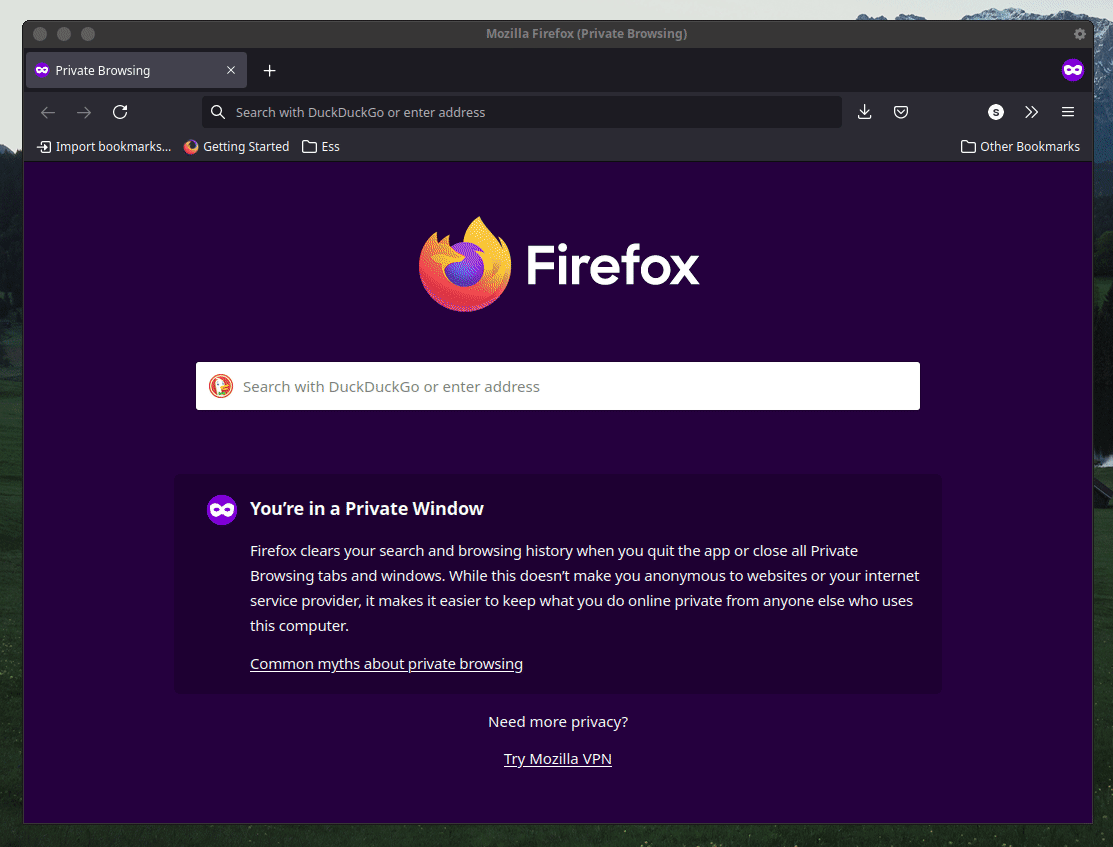 Mozilla Firefox (Private Browsing)
Private Browsing
Search with DuckDuckGo or enter address
S
Import bookmarks...
Getting Started
Ess
Other Bookmarks
Firefox
Search with DuckDuckGo or enter address
You’re in a Private Window
Firefox clears your search and browsing history when you quit the app or close all Private
Browsing tabs and windows. While this doesn’t make you anonymous to websites or your internet
service provider, it makes it easier to keep what you do online private from anyone else who uses
this computer.
Common myths about private browsing
Need more privacy?
Try Mozilla VPN